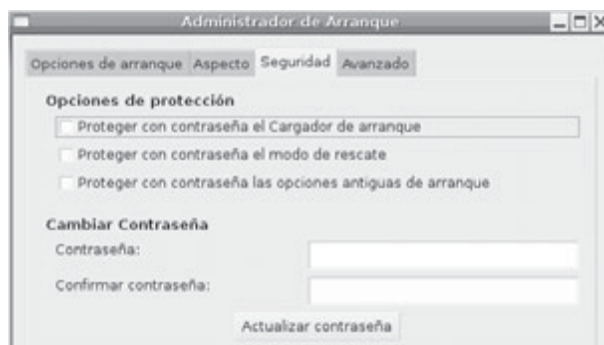 Administrador de Arranque
Opciones de arranque Aspecto Seguridad Avanzado
Opciones de protección
Proteger con contraseña el Cargador de arranque
Proteger con contraseña el modo de rescate
Proteger con contraseña las opciones antiguas de arranque
Cambiar Contraseña
Contraseña:
Confirmar contraseña:
Actualizar contraseña